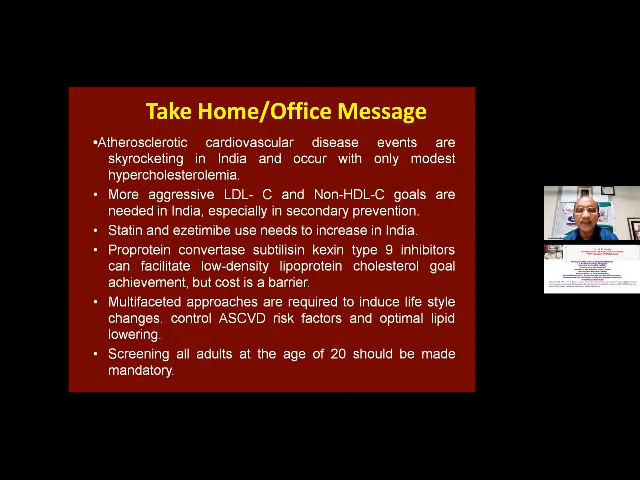 Take Home/Office Message
•Atherosclerotic cardiovascular disease events are
skyrocketing in India and occur with only modest
hypercholesterolemia.
• More aggressive LDL- C and Non-HDL-C goals are
needed in India, especially in secondary prevention.
• Statin and ezetimibe use needs to increase in India.
• Proprotein convertase subtilisin kexin type 9 inhibitors
can facilitate low-density lipoprotein cholesterol goal
achievement, but cost is a barrier.
• Multifaceted approaches are required to induce life style
changes. control ASCVD risk factors and optimal lipid
lowering.
• Screening all adults at the age of 20 should be made
mandatory.